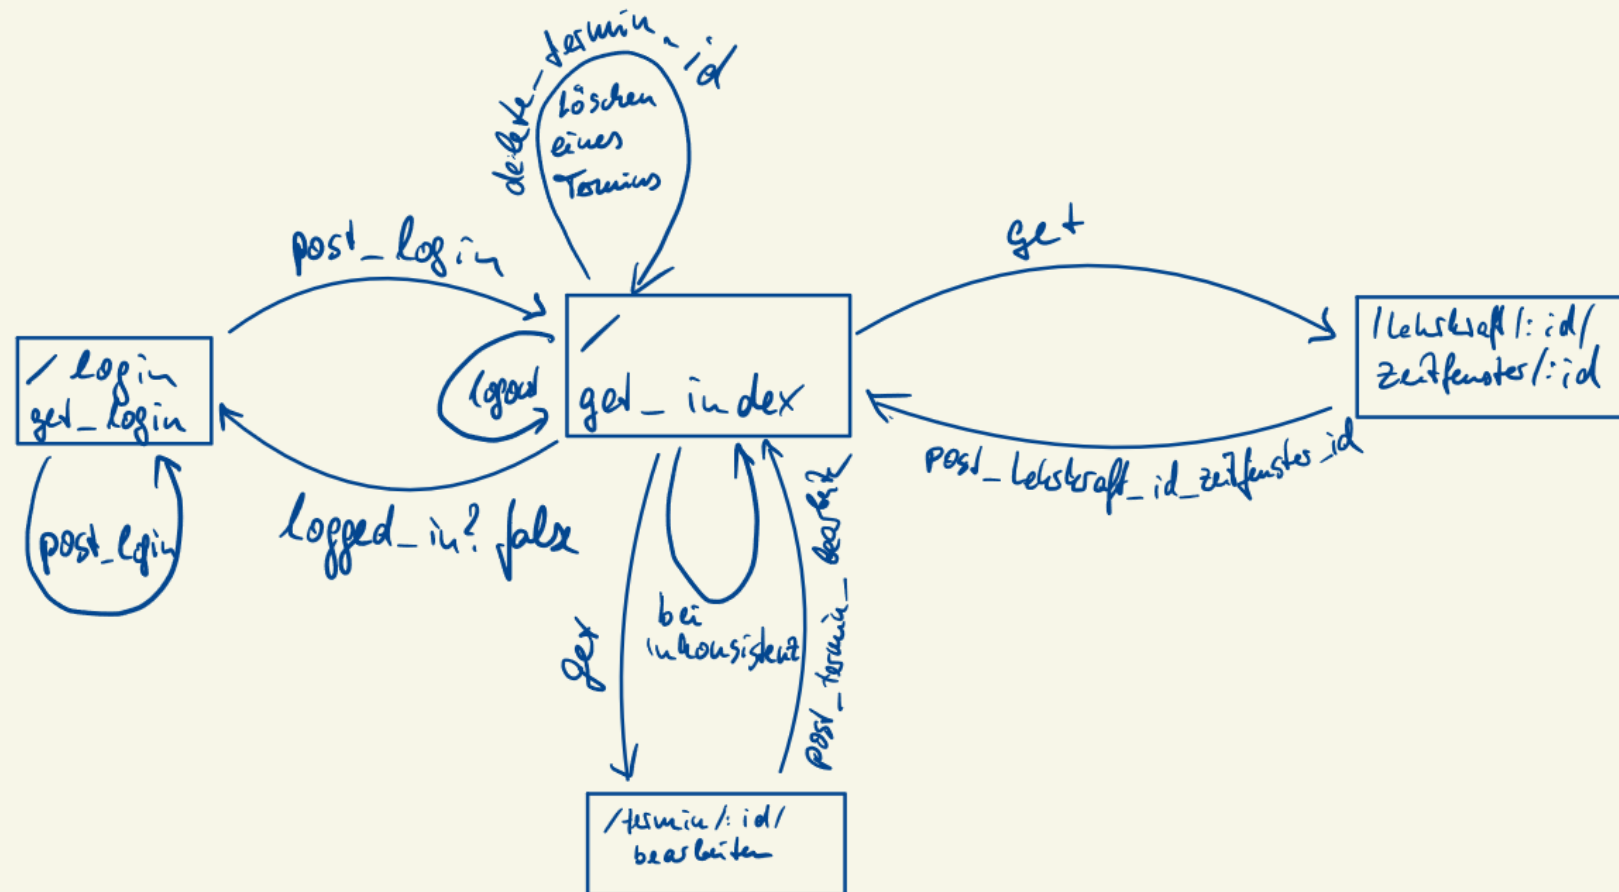 delete_termin_id
Löschen
eines
Termins
post_login
get
/ login
get_login
/
get_index
logout
/Lehrkraft/:id/
zeitfenster/:id
post_login
logged_in? false
post_Lehrkraft_id_zeitfenster_id
get
bei
inkonsistent
post_termin_bearbeit
/termin/:id/
bearbeiten